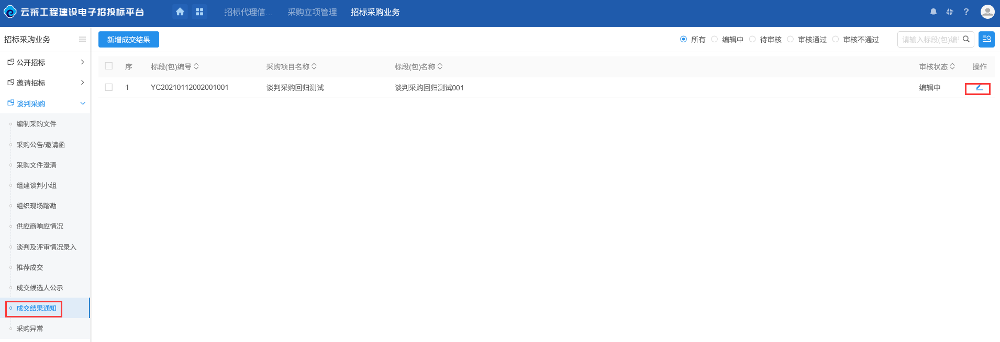 云采工程建设电子招投标平台
招标代理信...
采购立项管理
招标采购业务
?
招标采购业务
新增成交结果
所有
编辑中
待审核
审核通过
审核不通过
请输入标段(包)编
公开招标
邀请招标
谈判采购
编制采购文件
采购公告/邀请函
采购文件澄清
组建谈判小组
组织现场踏勘
供应商响应情况
谈判及评审情况录入
推荐成交
成交候选人公示
成交结果通知
采购异常
序 标段(包)编号 采购项目名称 标段(包)名称 审核状态 操作
1 YC20210112002001001 谈判采购回归测试 谈判采购回归测试001 编辑中